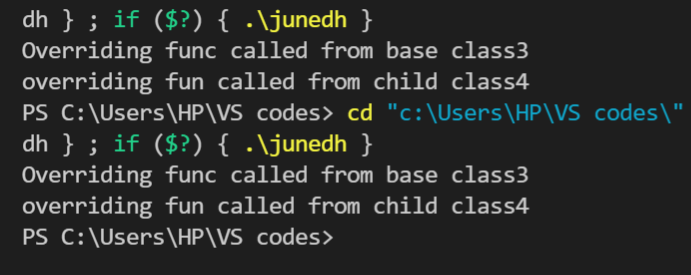 dh } ; if ($?) { .\junedh }
Overriding func called from base class3
overriding fun called from child class4
PS C:\Users\HP\VS codes> cd "c:\Users\HP\VS codes\"
dh } ; if ($?) { .\junedh }
Overriding func called from base class3
overriding fun called from child class4
PS C:\Users\HP\VS codes>